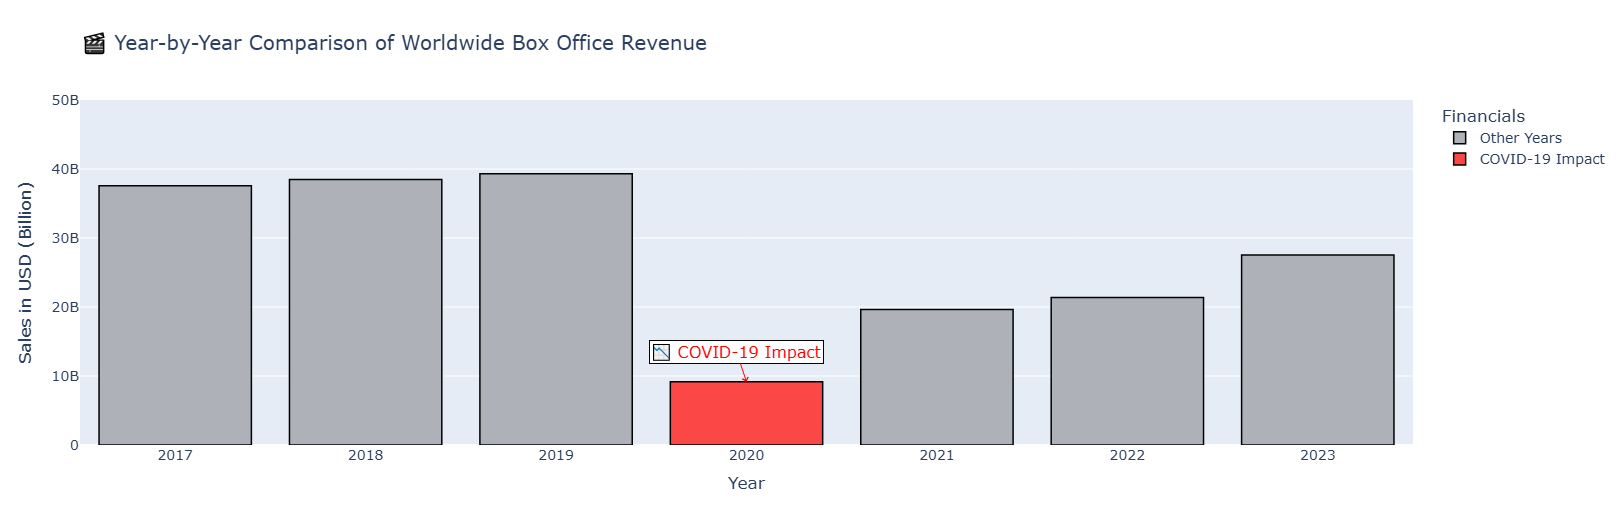 🎬 Year-by-Year Comparison of Worldwide Box Office Revenue
Financials
Other Years
COVID-19 Impact
Sales in USD (Billion)
50B
40B
30B
20B
10B
0
📉 COVID-19 Impact
2017 2018 2019 2020 2021 2022 2023
Year